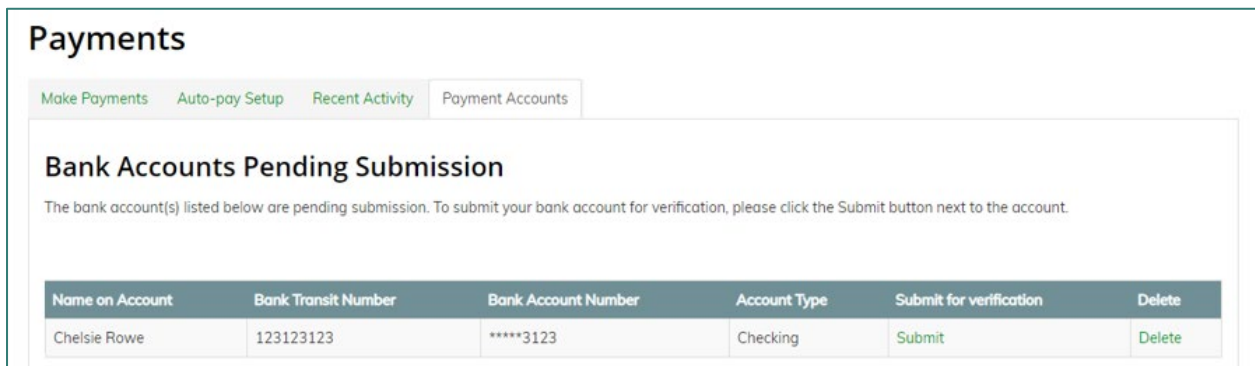 Payments
Make Payments Auto-pay Setup Recent Activity Payment Accounts
Bank Accounts Pending Submission
The bank account(s) listed below are pending submission. To submit your bank account for verification, please click the Submit button next to the account.
Name on Account Bank Transit Number Bank Account Number Account Type Submit for verification Delete
Chelsie Rowe 123123123 *****3123 Checking Submit Delete